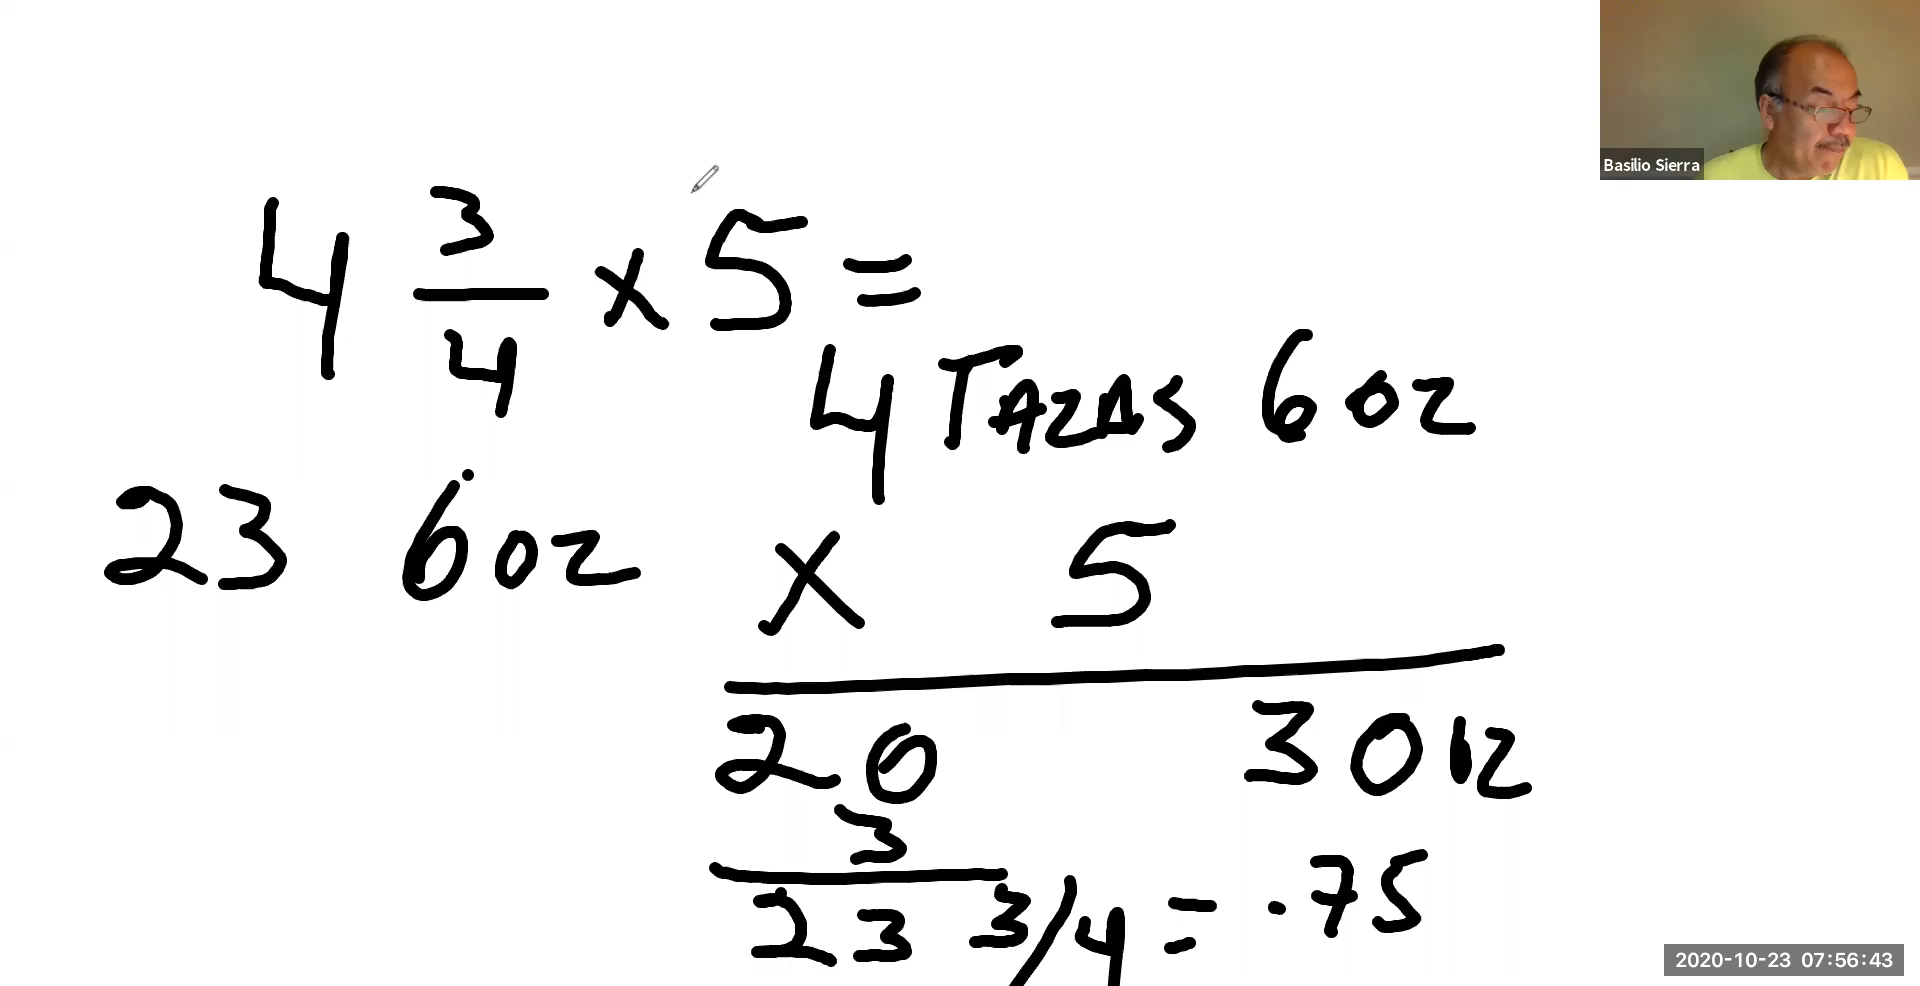 Basilio Sierra
4 3/4 x 5 =
4 TAZAS 6 oz
23 6 oz
x 5
20 30 oz
3
23 3/4 = .75
2020-10-23 07:56:43